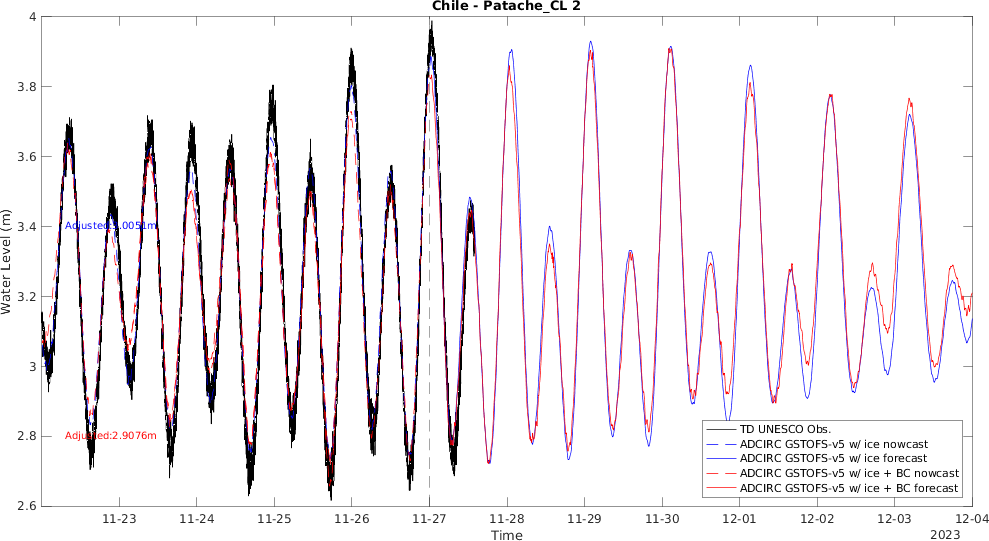 Chile - Patache_CL 2
Water Level (m)
4
3.8
3.6
3.4
3.2
3
2.8
2.6
Adjusted:3.0051m
Adjusted:2.9076m
TD UNESCO Obs.
ADCIRC GSTOFS-v5 w/ ice nowcast
ADCIRC GSTOFS-v5 w/ ice forecast
ADCIRC GSTOFS-v5 w/ ice + BC nowcast
ADCIRC GSTOFS-v5 w/ ice + BC forecast
11-23 11-24 11-25 11-26 11-27 11-28 11-29 11-30 12-01 12-02 12-03 12-04
Time
2023